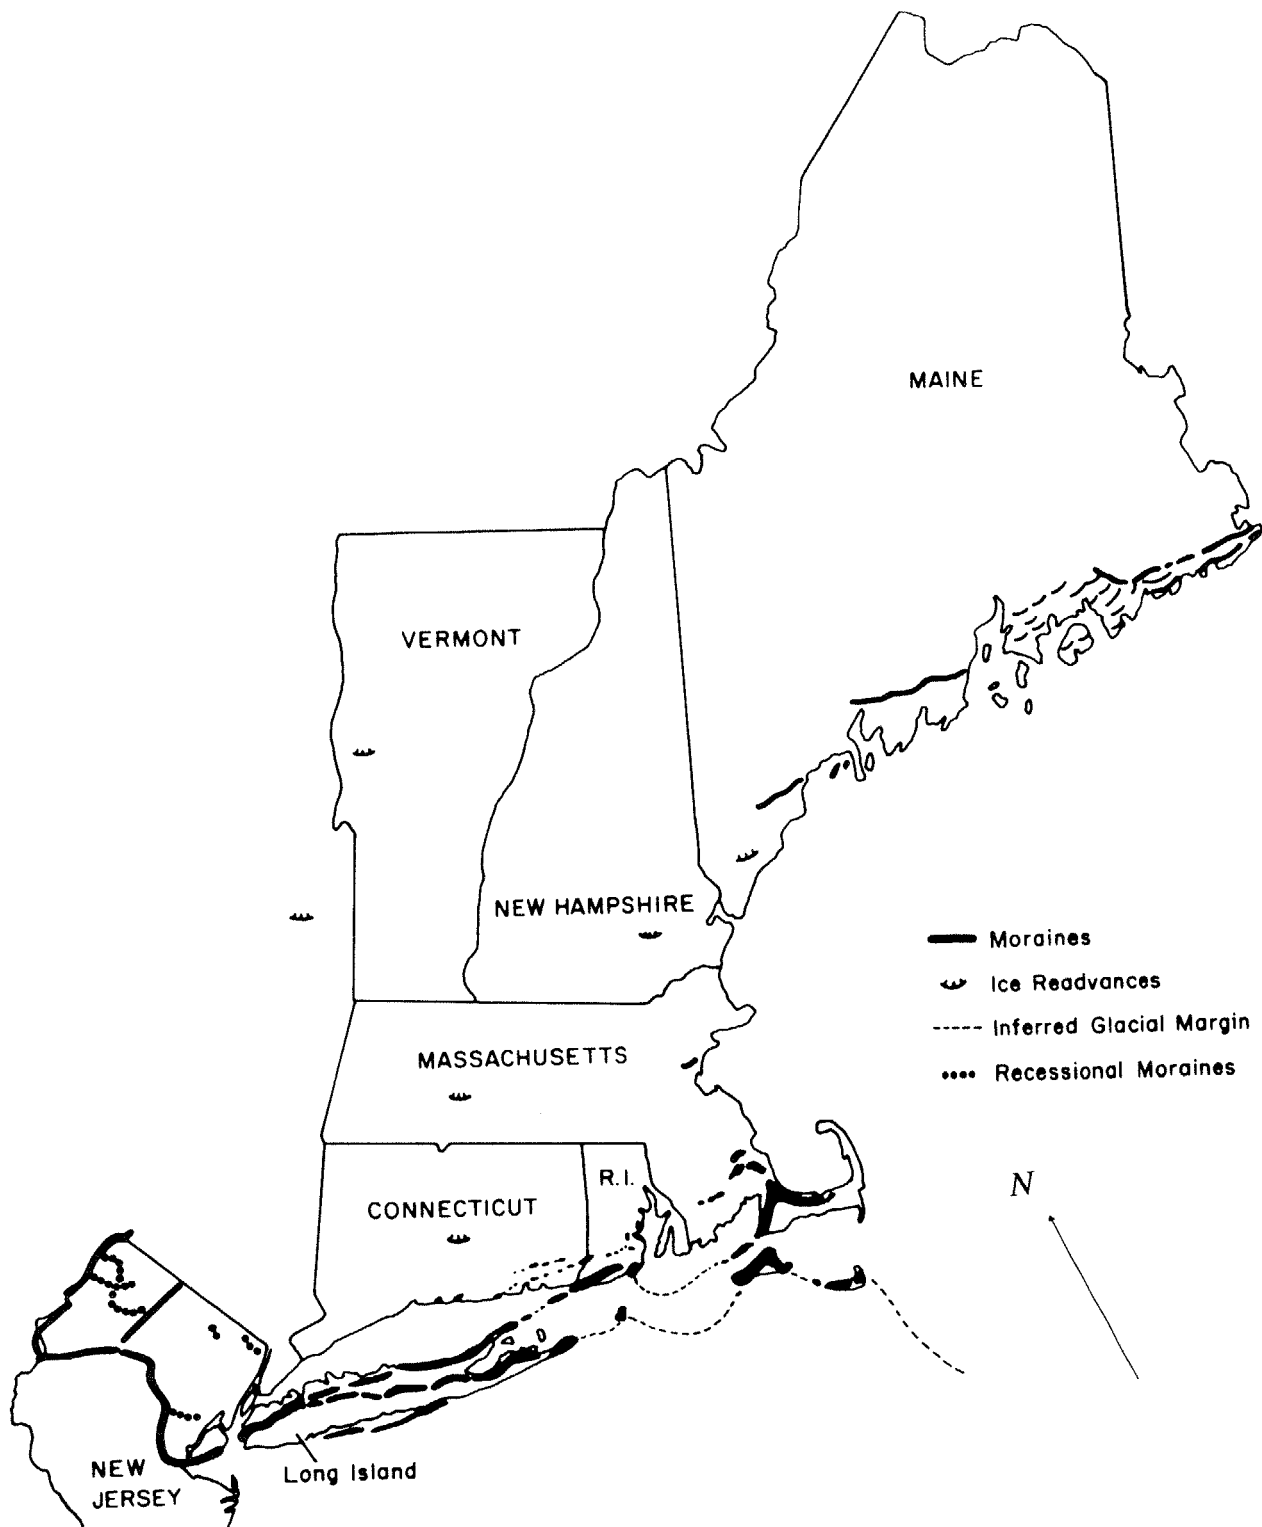 MAINE
VERMONT
NEW HAMPSHIRE
Moraines
Ice Readvances
Inferred Glacial Margin
Recessional Moraines
MASSACHUSETTS
R.I.
N
CONNECTICUT
Long Island
NEW
JERSEY